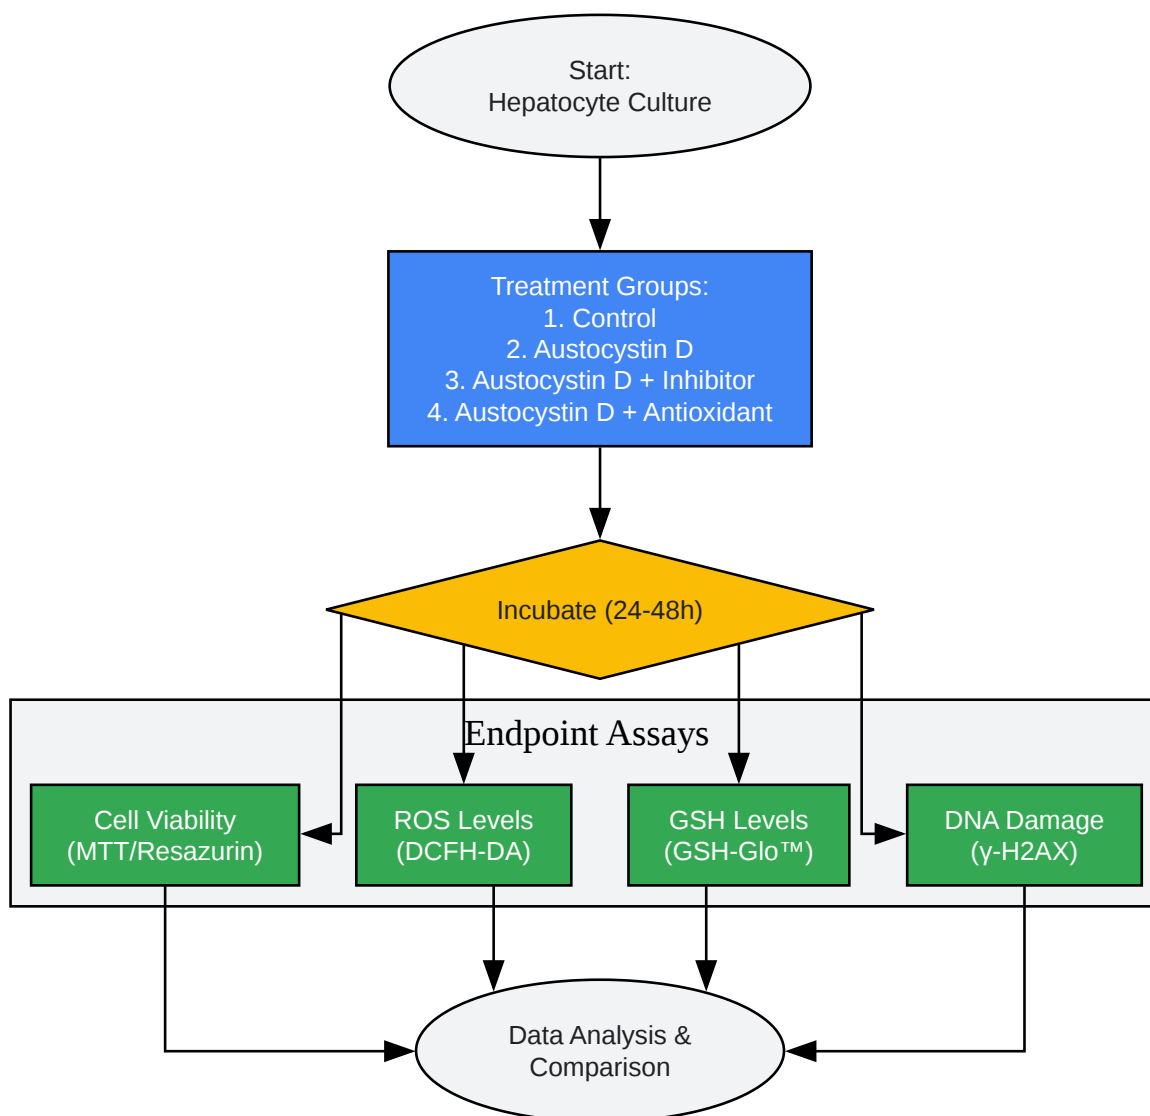 Start:
Hepatocyte Culture
Treatment Groups:
1. Control
2. Austocystin D
3. Austocystin D + Inhibitor
4. Austocystin D + Antioxidant
Incubate (24-48h)
Endpoint Assays
Cell Viability
(MTT/Resazurin)
ROS Levels
(DCFH-DA)
GSH Levels
(GSH-Glo™)
DNA Damage
(γ-H2AX)
Data Analysis &
Comparison